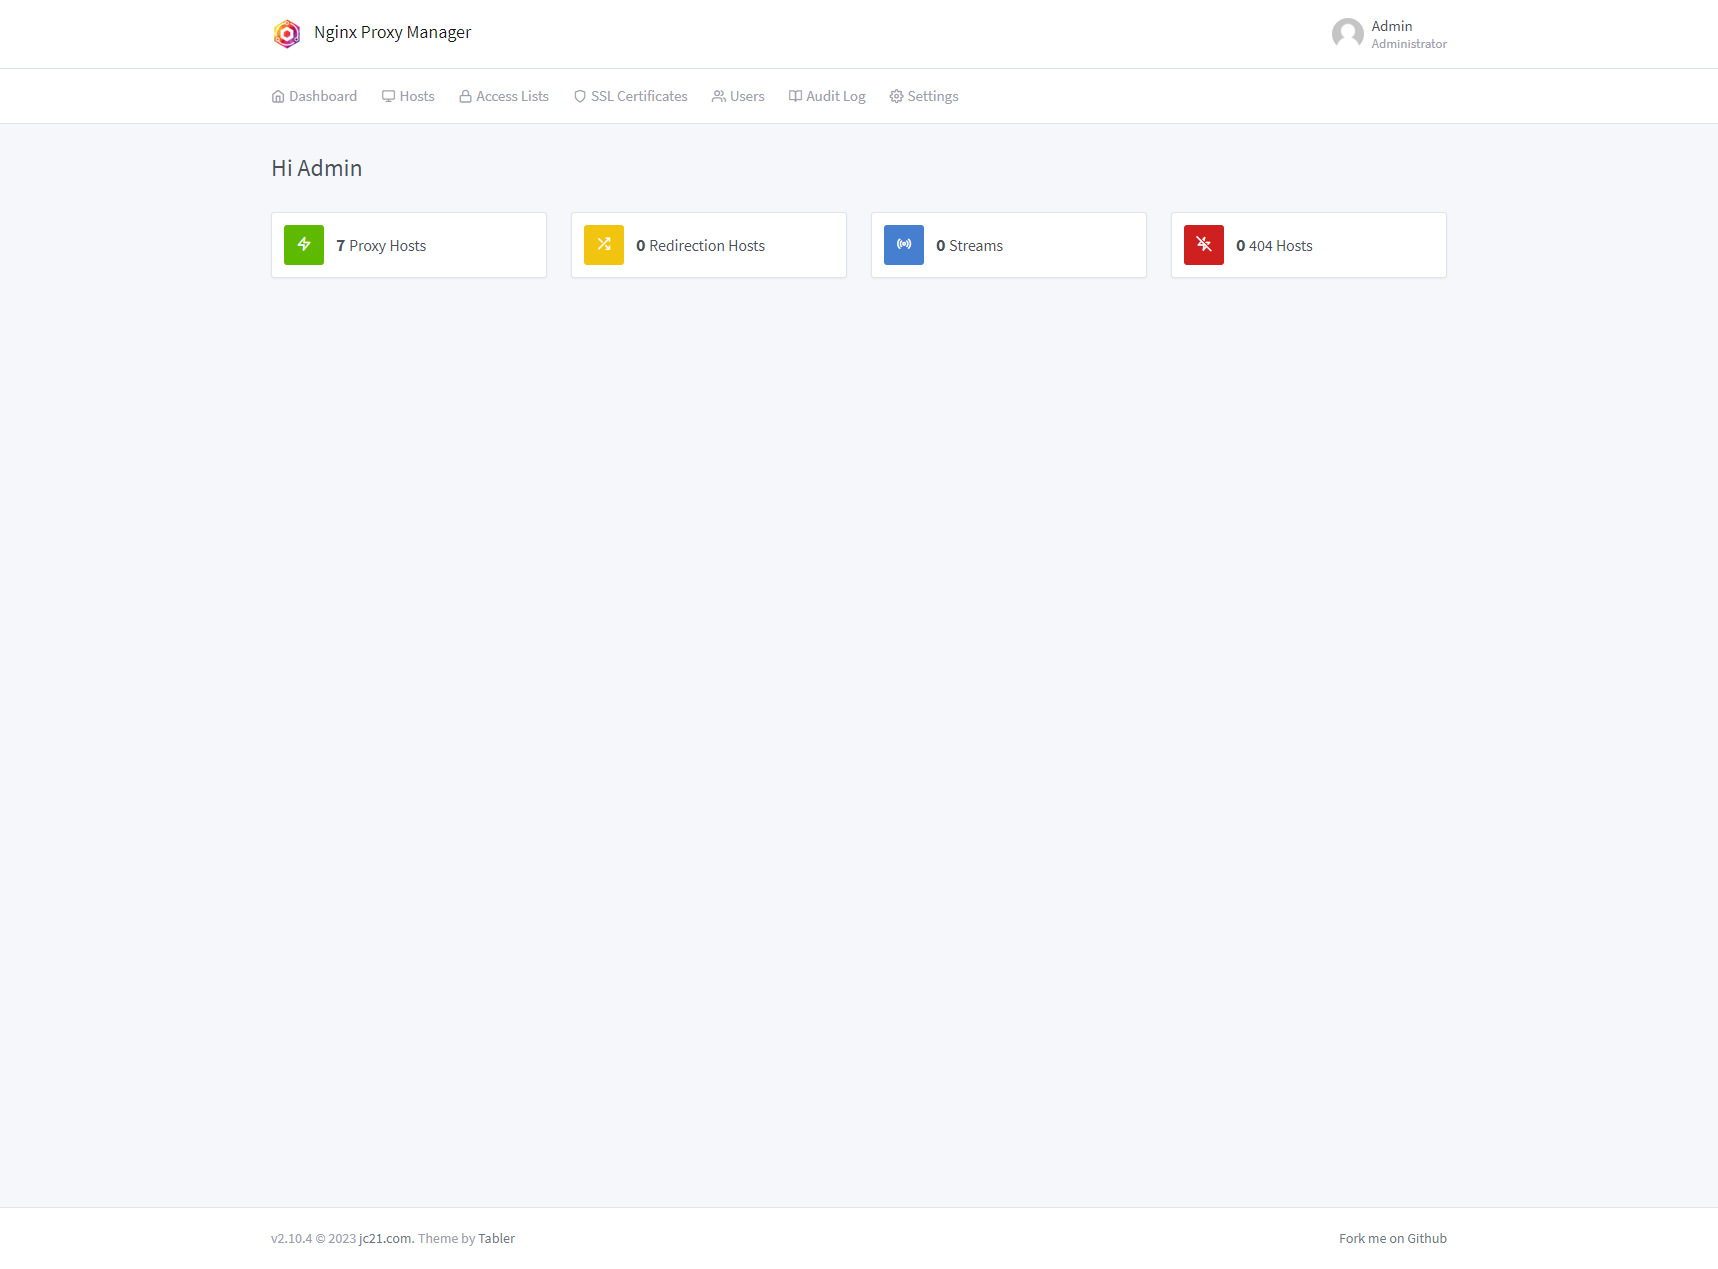 Nginx Proxy Manager
Admin
Administrator
Dashboard Hosts Access Lists SSL Certificates Users Audit Log Settings
Hi Admin
7 Proxy Hosts
0 Redirection Hosts
0 Streams
0 404 Hosts
v2.10.4 © 2023 jc21.com. Theme by Tabler
Fork me on Github